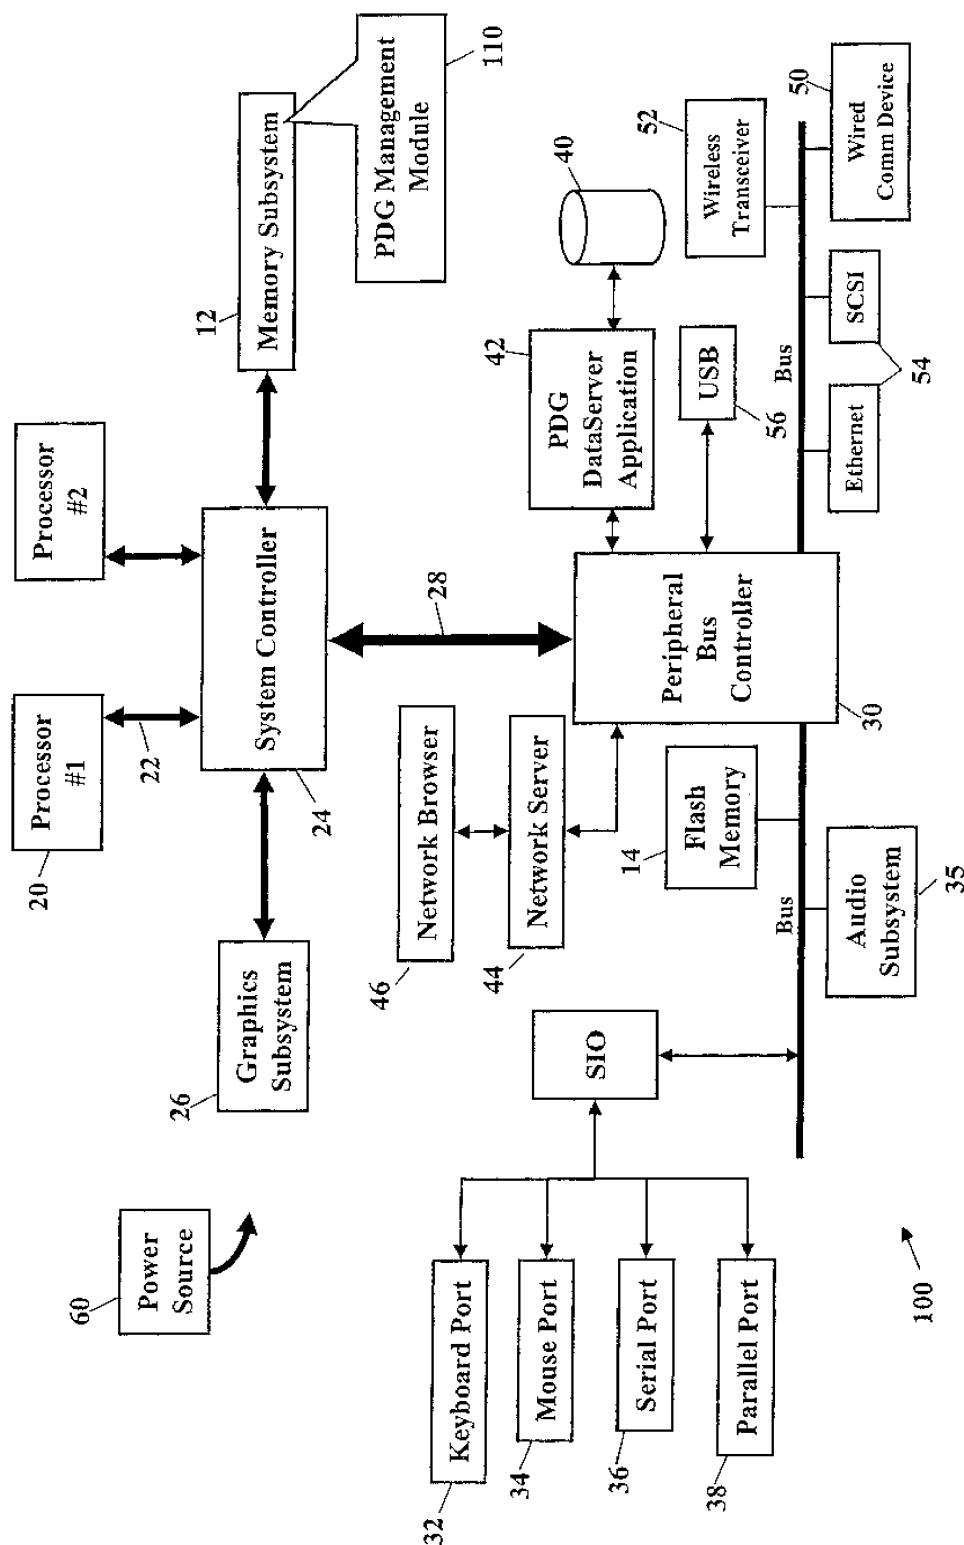 60
Power
Source
20
Processor
#1
22
Processor
#2
26
Graphics
Subsystem
24
System Controller
12
Memory Subsystem
PDG Management
Module
110
28
46
Network Browser
44
Network Server
42
PDG
DataServer
Application
40
32
Keyboard Port
34
Mouse Port
36
Serial Port
38
Parallel Port
SIO
14
Flash
Memory
Peripheral
Bus
Controller
30
USB
56
52
Wireless
Transceiver
Bus
Bus
Audio
Subsystem
35
Ethernet
SCSI
54
50
Wired
Comm Device
100